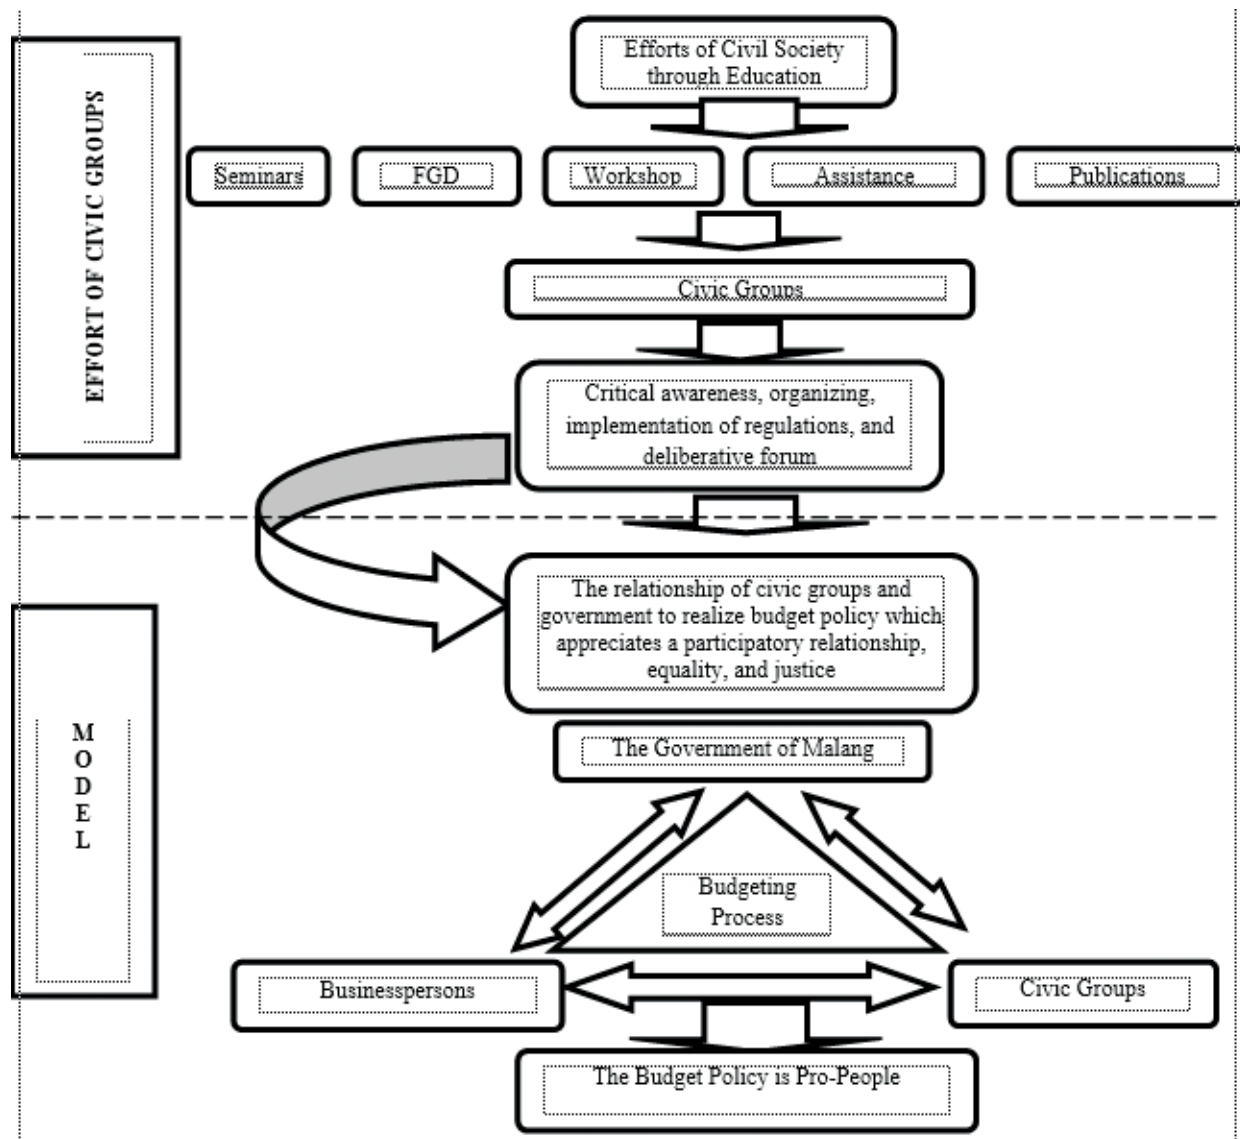 Efforts of Civil Society
through Education
EFFORT OF CIVIC GROUPS
Seminars
FGD
Workshop
Assistance
Publications
Civic Groups
Critical awareness, organizing,
implementation of regulations, and
deliberative forum
The relationship of civic groups and
government to realize budget policy which
appreciates a participatory relationship,
equality, and justice
M
O
D
E
L
The Government of Malang
Budgeting
Process
Businesspersons
Civic Groups
The Budget Policy is Pro-People